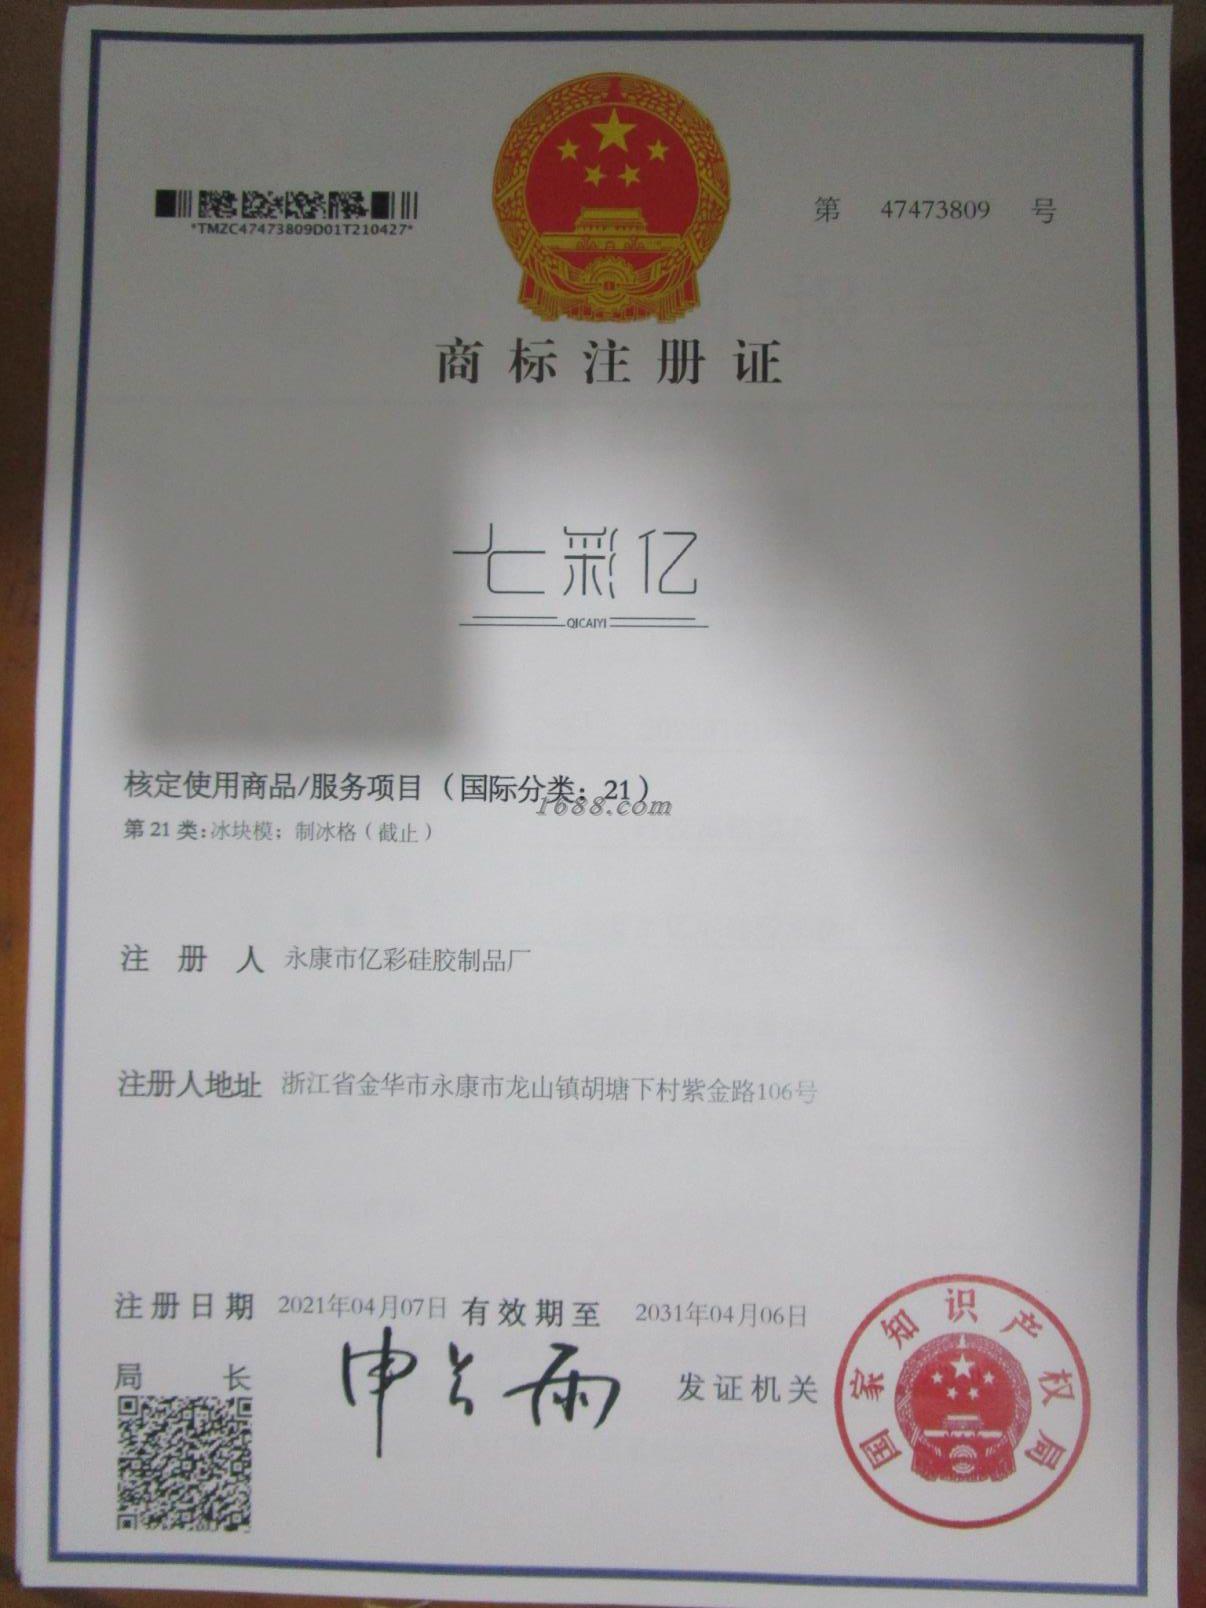 *TMZC47473809D01T210427*
第 47473809 号
商标注册证
七彩亿
QICAIYI
核定使用商品/服务项目（国际分类：21）
1688.com
第21类：冰块模；制冰格（截止）
注册人 永康市亿彩硅胶制品厂
注册人地址 浙江省金华市永康市龙山镇胡塘下村紫金路106号
注册日期 2021年04月07日 有效期至 2031年04月06日
局长 申长雨 发证机关
国家知识产权局